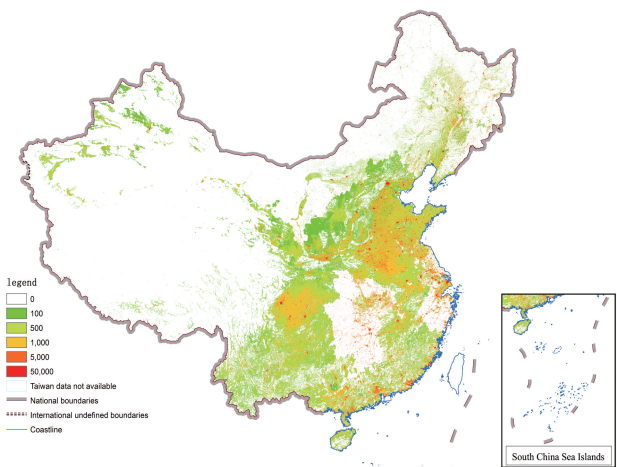 legend
0
100
500
1,000
5,000
50,000
Taiwan data not available
National boundaries
International undefined boundaries
Coastline
South China Sea Islands